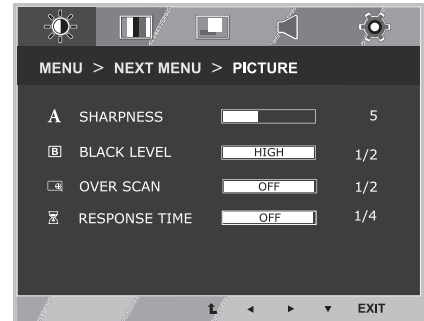 MENU > NEXT MENU > PICTURE
A SHARPNESS 5
B BLACK LEVEL HIGH 1/2
OVER SCAN OFF 1/2
RESPONSE TIME OFF 1/4
EXIT